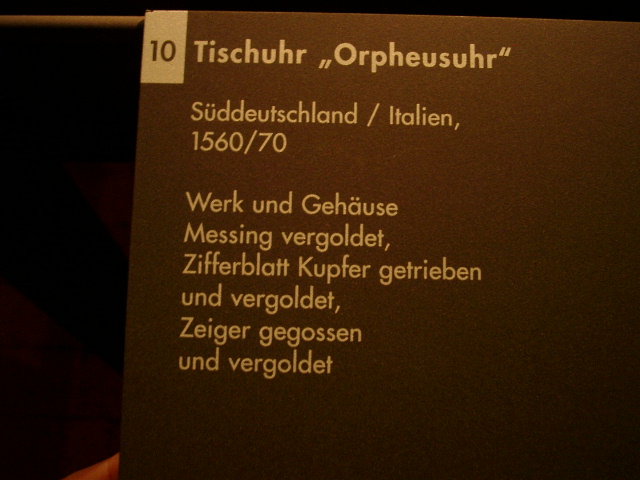 10 Tischuhr „Orpheusuhr“
Süddeutschland / Italien,
1560/70
Werk und Gehäuse
Messing vergoldet,
Zifferblatt Kupfer getrieben
und vergoldet,
Zeiger gegossen
und vergoldet